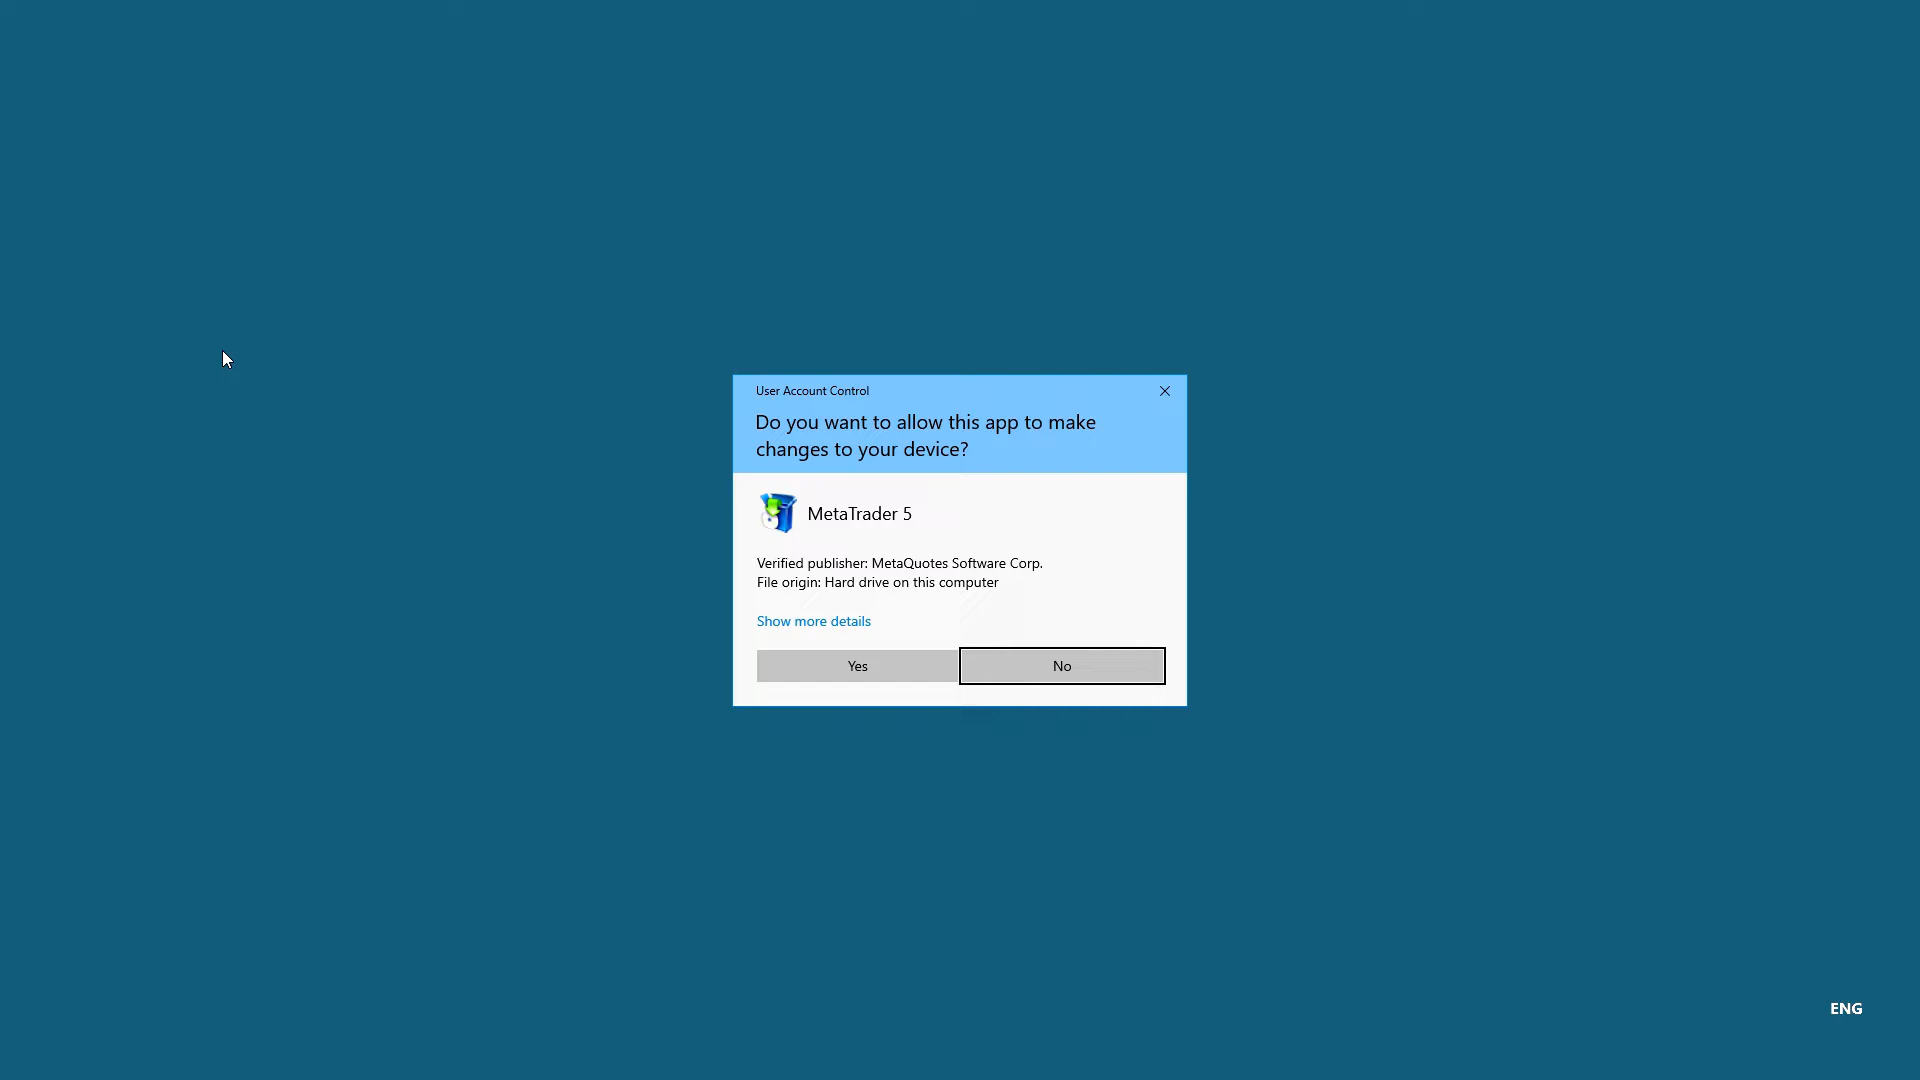 User Account Control
Do you want to allow this app to make
changes to your device?
MetaTrader 5
Verified publisher: MetaQuotes Software Corp.
File origin: Hard drive on this computer
Show more details
Yes
No
ENG